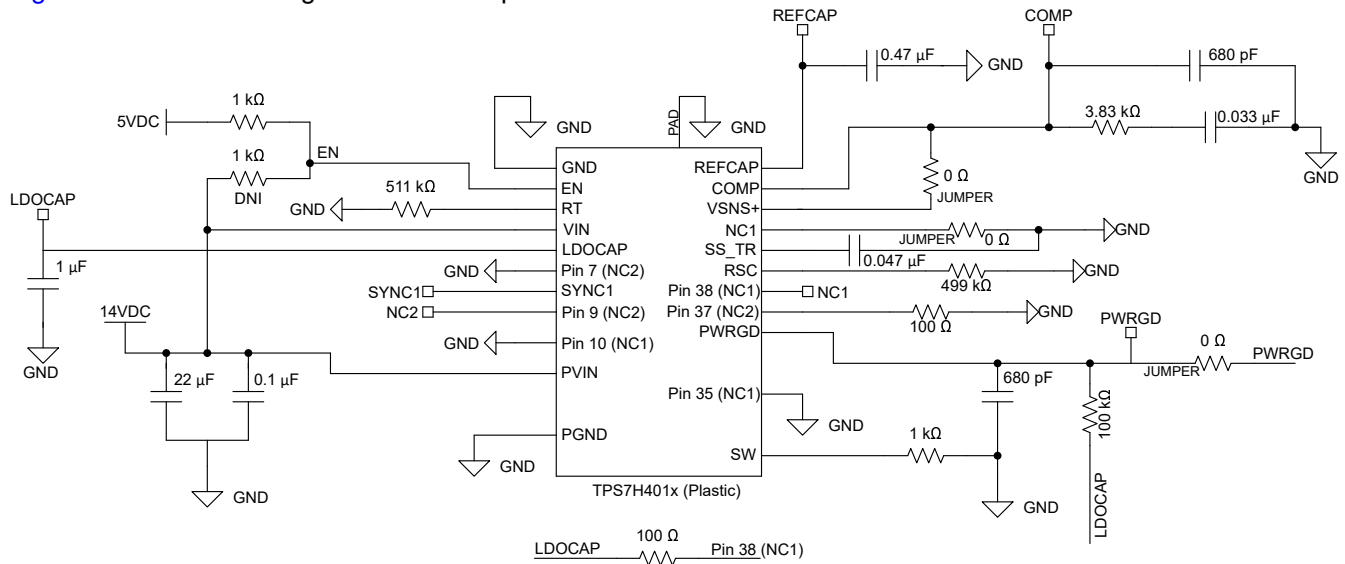 REFCAP
COMP
0.47 µF
GND
680 pF
3.83 kΩ
0.033 µF
GND
1 kΩ
5VDC
EN
1 kΩ
DNI
GND
PAD
GND
511 kΩ
GND
LDOCAP
1 µF
GND
GND
SYNC1
NC2
GND
14VDC
22 µF
0.1 µF
GND
GND
GND
EN
RT
VIN
LDOCAP
Pin 7 (NC2)
SYNC1
Pin 9 (NC2)
Pin 10 (NC1)
PVIN
PGND
REFCAP
COMP
VSNS+
NC1
SS_TR
RSC
Pin 38 (NC1)
Pin 37 (NC2)
PWRGD
Pin 35 (NC1)
SW
TPS7H401x (Plastic)
0 Ω
JUMPER
JUMPER
0 Ω
GND
0.047 µF
499 kΩ
GND
NC1
100 Ω
GND
PWRGD
0 Ω
JUMPER
PWRGD
680 pF
100 kΩ
LDOCAP
GND
1 kΩ
GND
LDOCAP
100 Ω
Pin 38 (NC1)